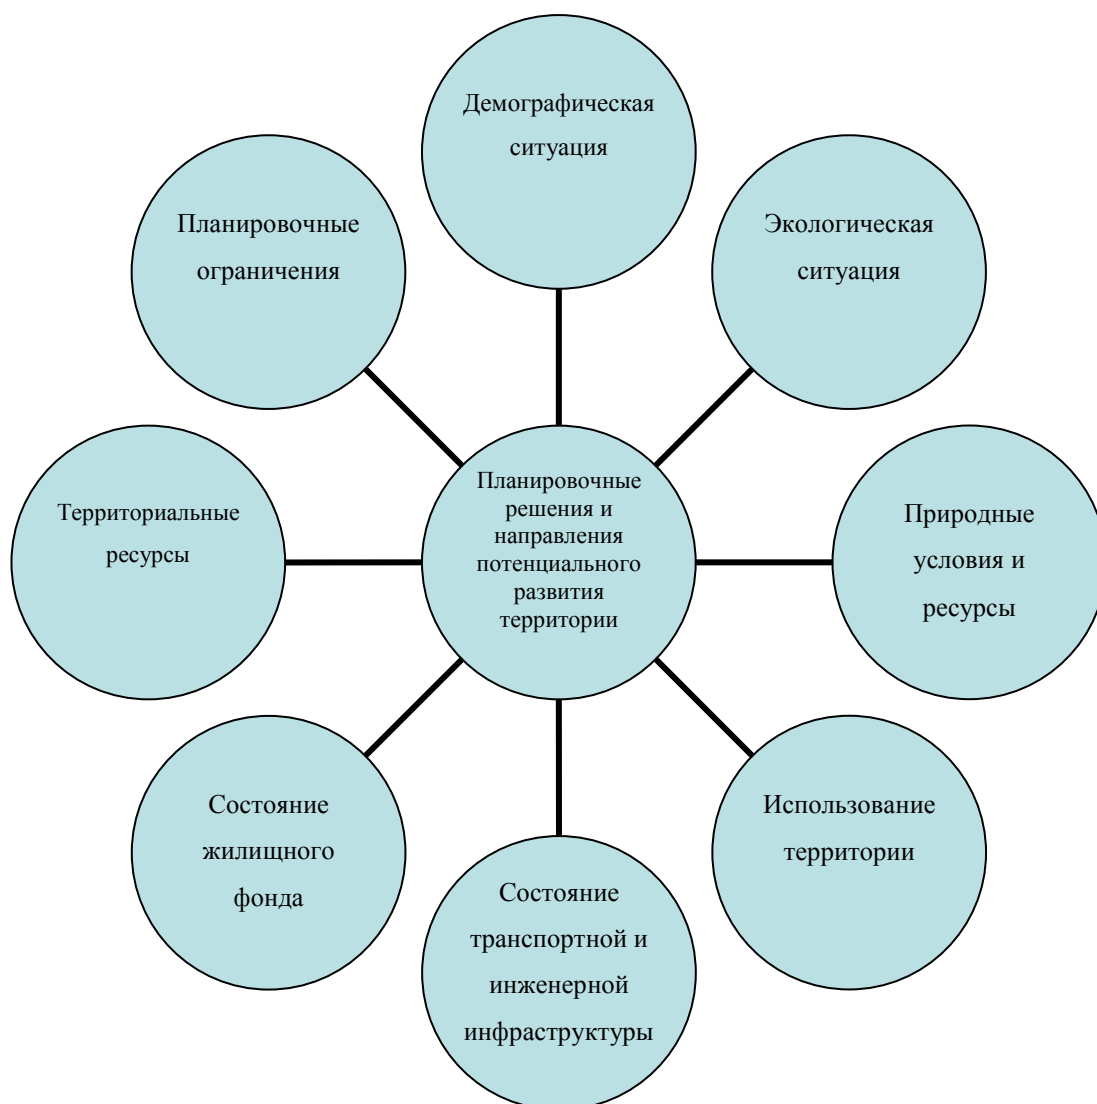 Демографическая
ситуация
Планировочные
ограничения
Экологическая
ситуация
Территориальные
ресурсы
Планировочные
решения и
направления
потенциального
развития
территории
Природные
условия и
ресурсы
Состояние
жилищного
фонда
Использование
территории
Состояние
транспортной и
инженерной
инфраструктуры